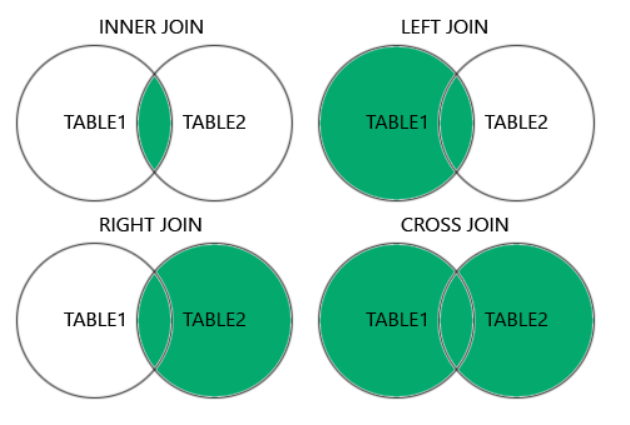 INNER JOIN
TABLE1 TABLE2
LEFT JOIN
TABLE1 TABLE2
RIGHT JOIN
TABLE1 TABLE2
CROSS JOIN
TABLE1 TABLE2